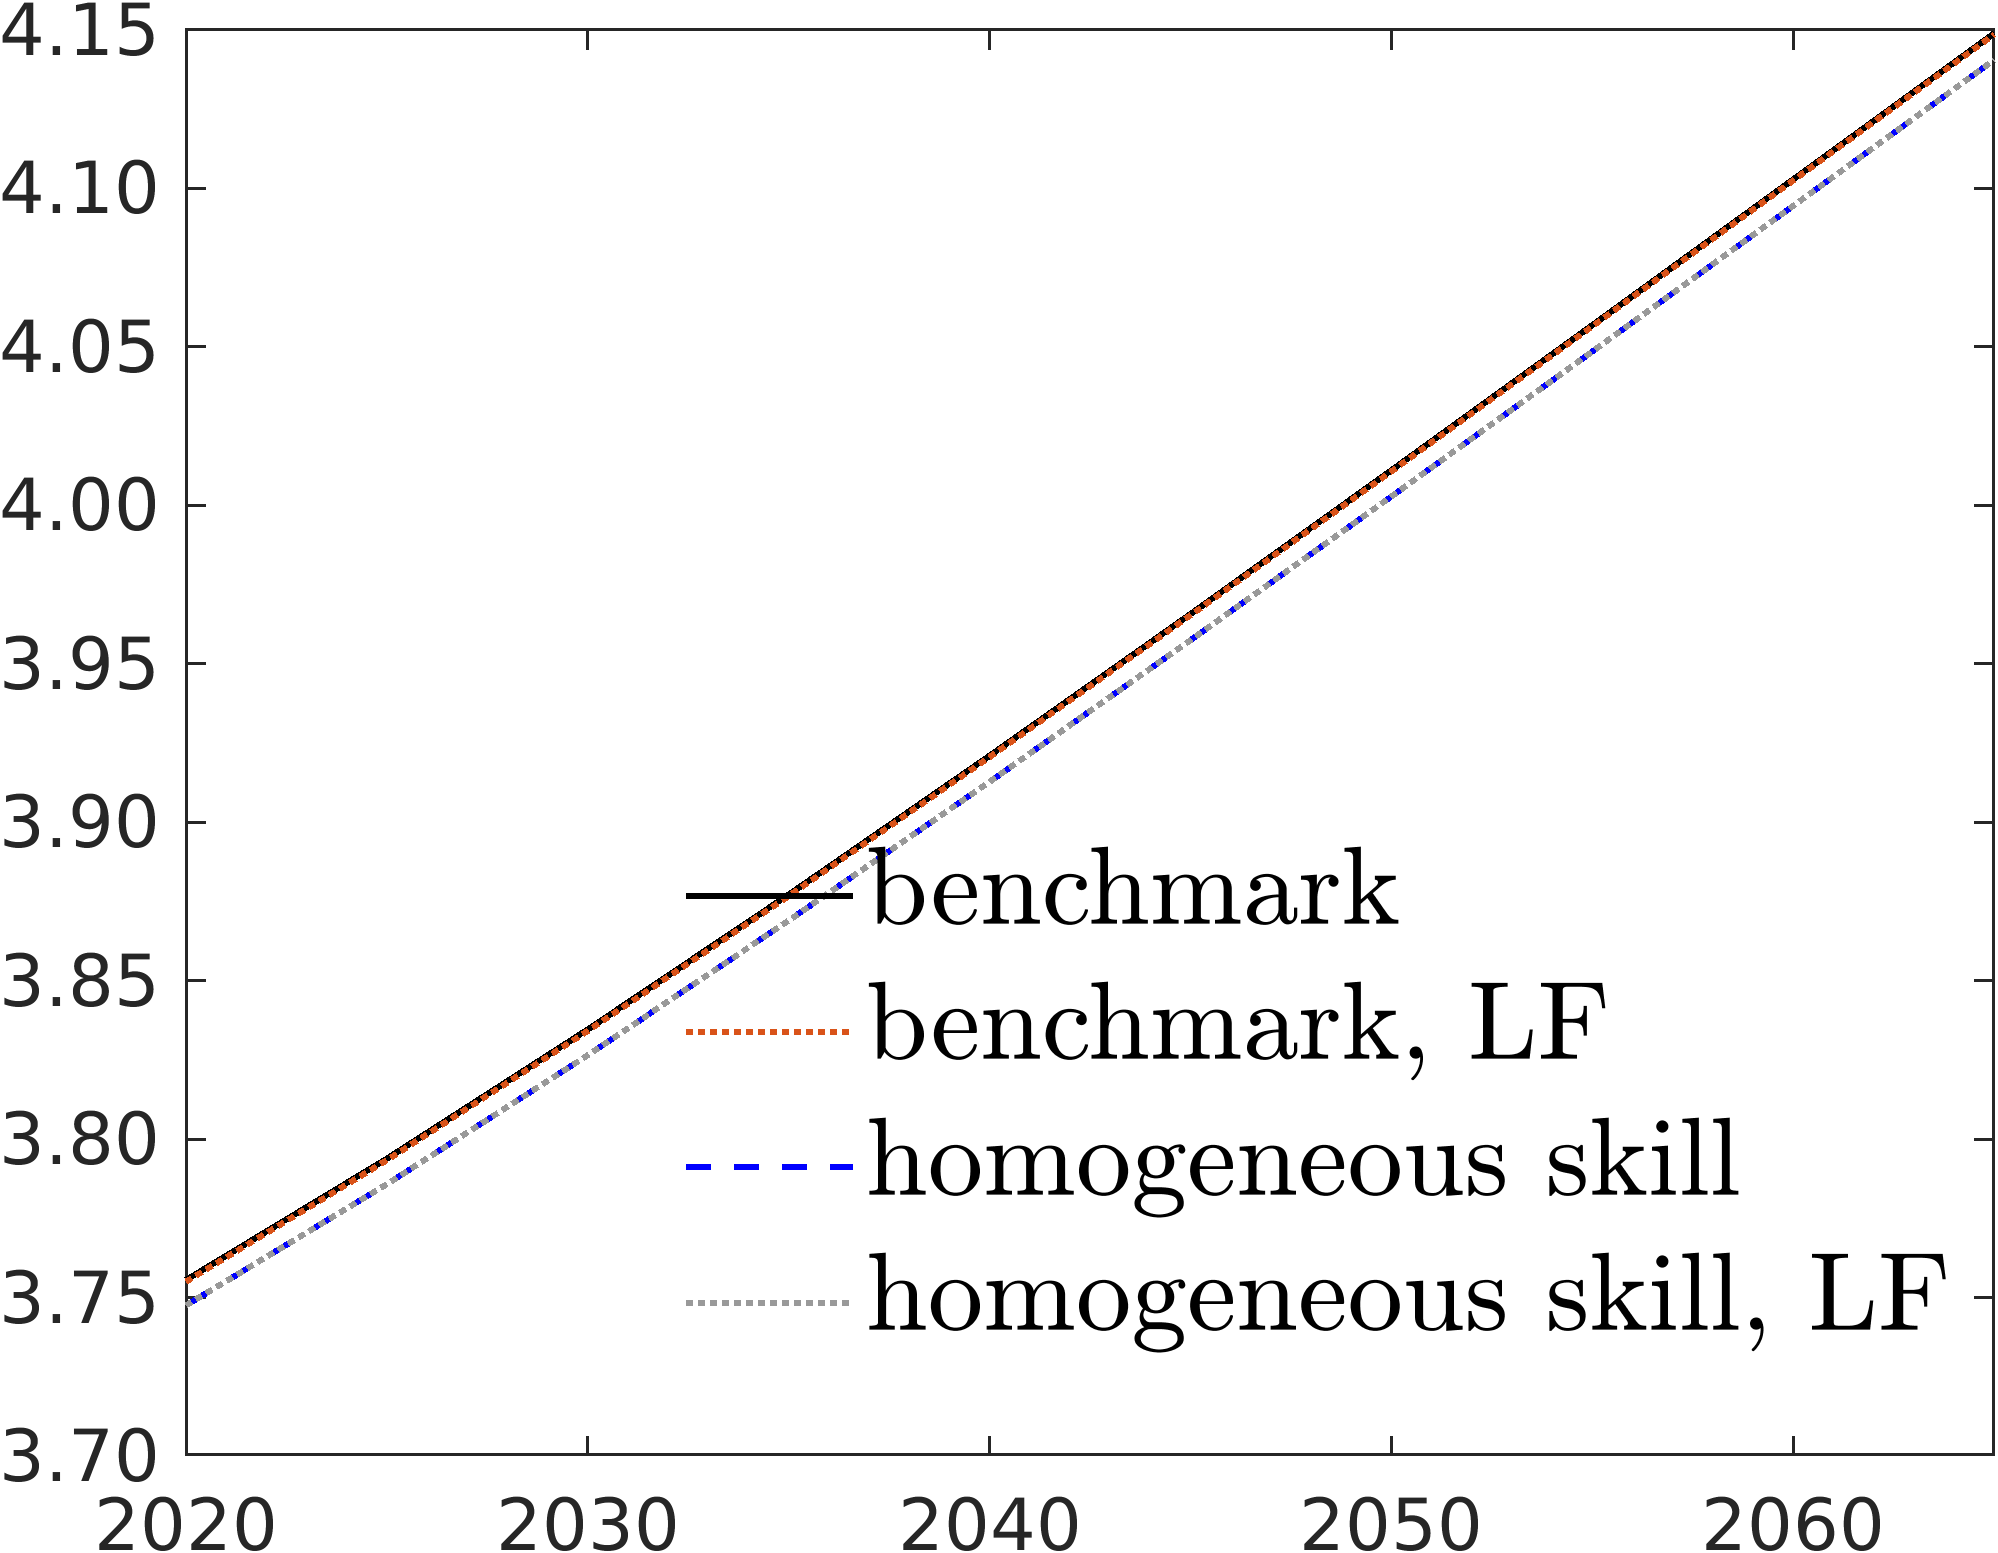 4.15
4.10
4.05
4.00
3.95
3.90
3.85
3.80
3.75
3.70
benchmark
benchmark, LF
homogeneous skill
homogeneous skill, LF
2020 2030 2040 2050 2060